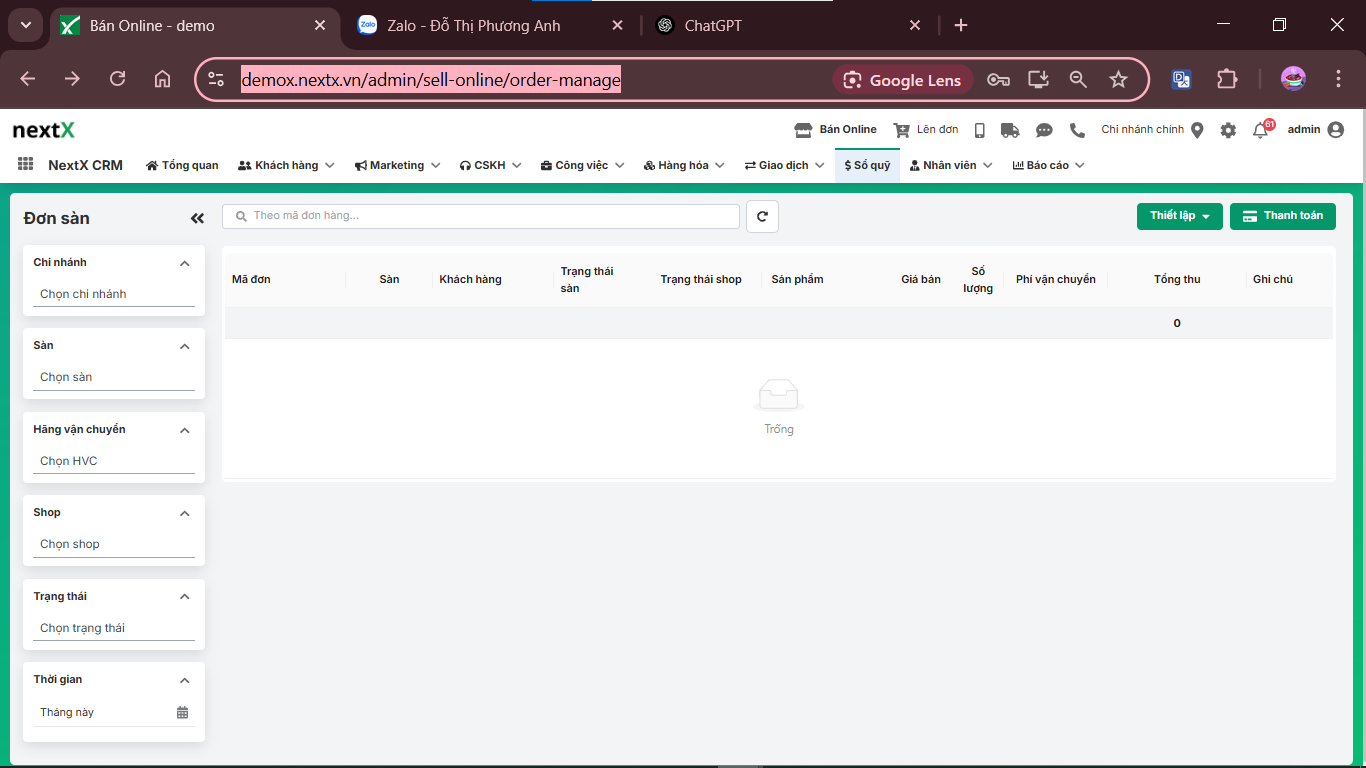 Bán Online - demo
Zalo - Đỗ Thị Phương Anh
ChatGPT
demox.nextx.vn/admin/sell-online/order-manage
Google Lens
nextX
Bán Online
Lên đơn
Chi nhánh chính
61
admin
NextX CRM
Tổng quan
Khách hàng
Marketing
CSKH
Công việc
Hàng hóa
Giao dịch
$ Sổ quỹ
Nhân viên
Báo cáo
Đơn sàn
Theo mã đơn hàng...
Thiết lập
Thanh toán
Chi nhánh
Chọn chi nhánh
Sàn
Chọn sàn
Hãng vận chuyển
Chọn HVC
Shop
Chọn shop
Trạng thái
Chọn trạng thái
Thời gian
Tháng này
Mã đơn
Sàn
Khách hàng
Trạng thái
sàn
Trạng thái shop
Sản phẩm
Giá bán
Số
lượng
Phí vận chuyển
Tổng thu
Ghi chú
0
Trống